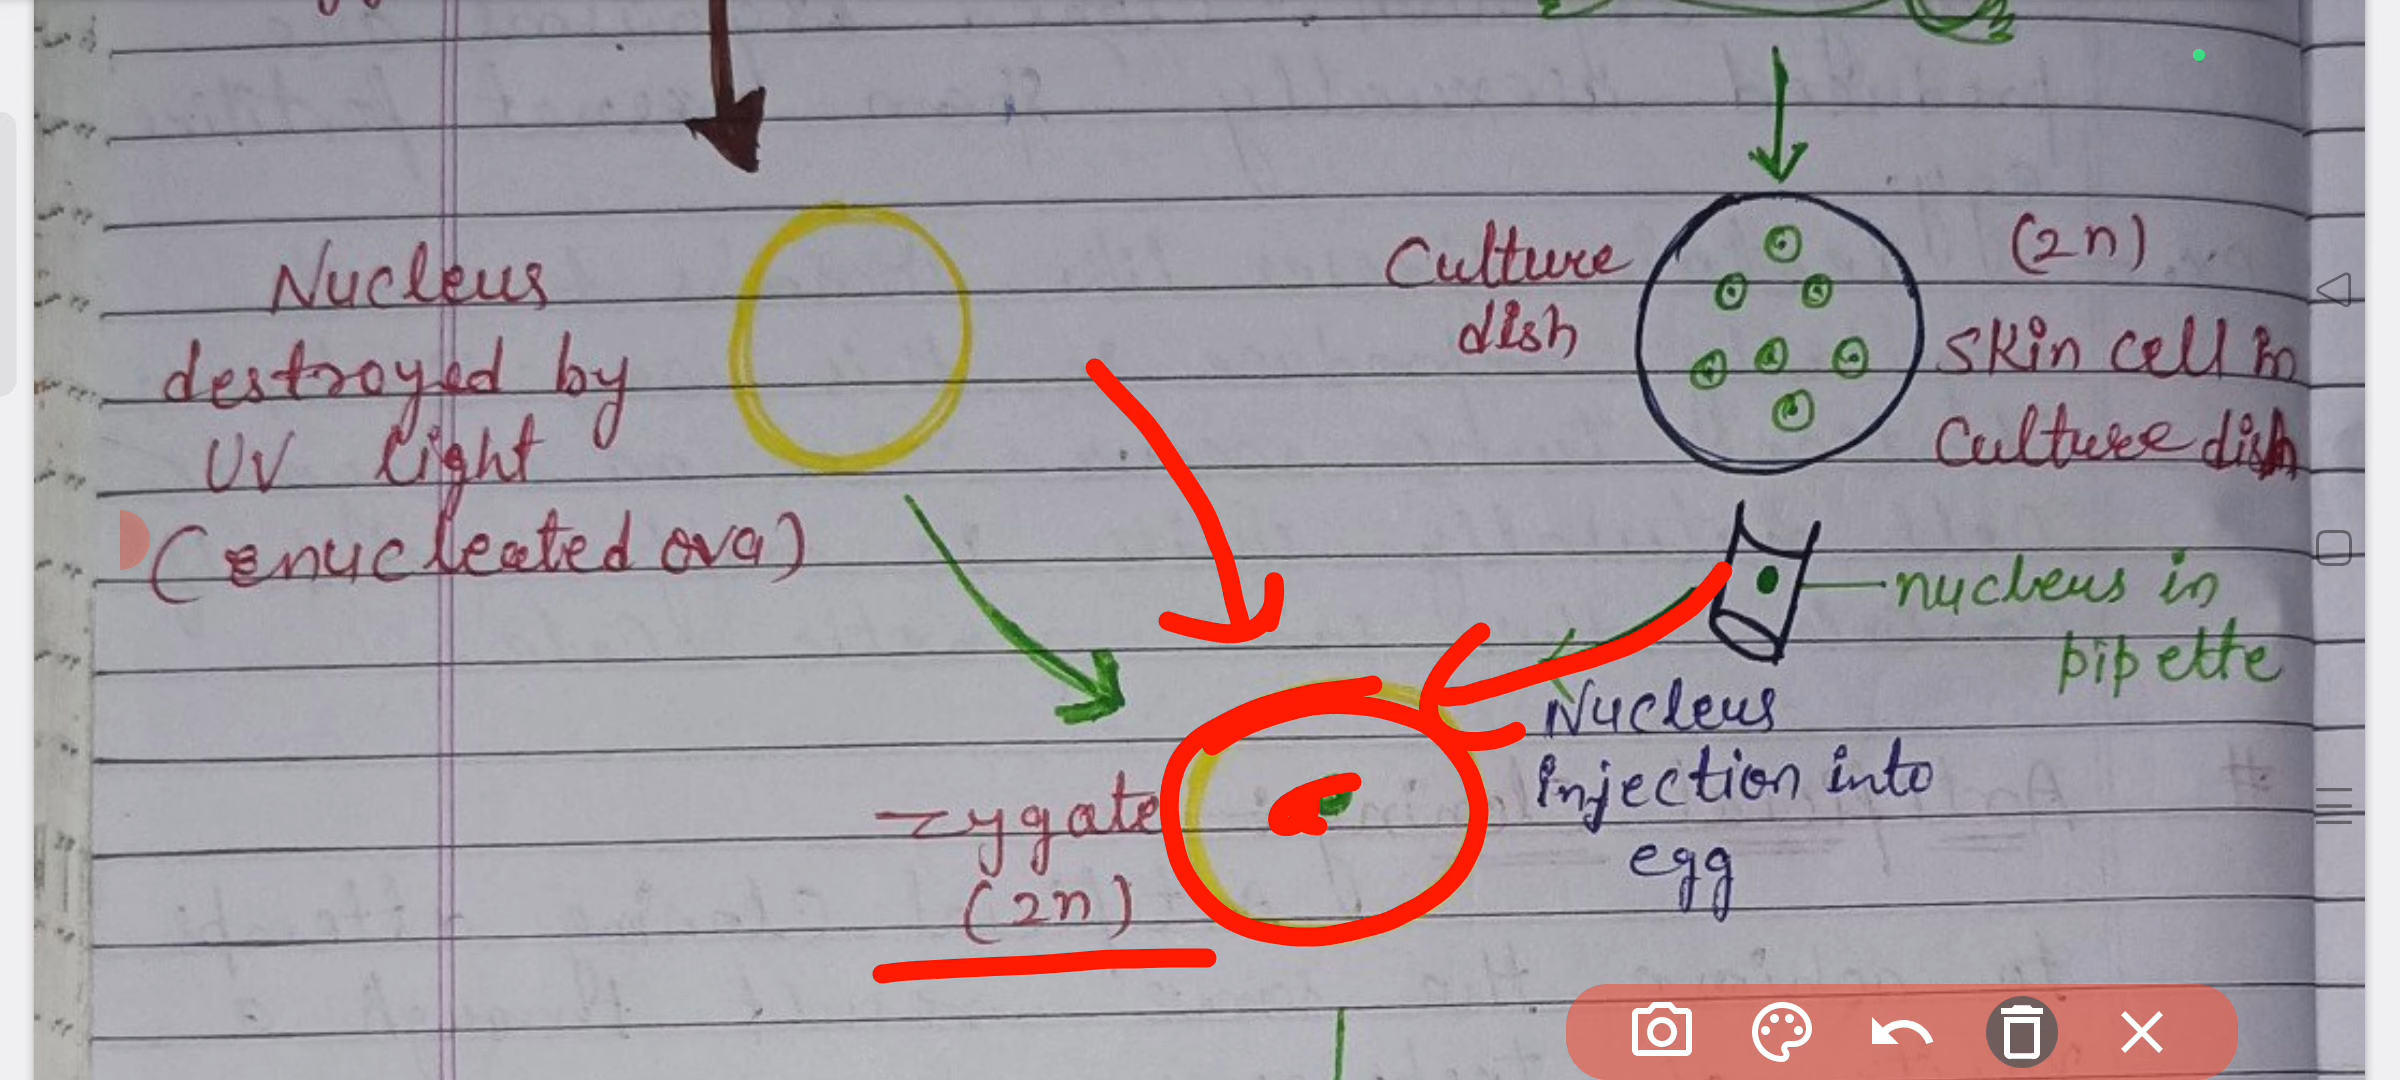 Nucleus
destroyed by
UV light
(enucleated ova)
Culture
dish
(2n)
Skin cell in
Culture dish
nucleus in
pipette
Nucleus
Injection into
egg
Zygate
(2n)